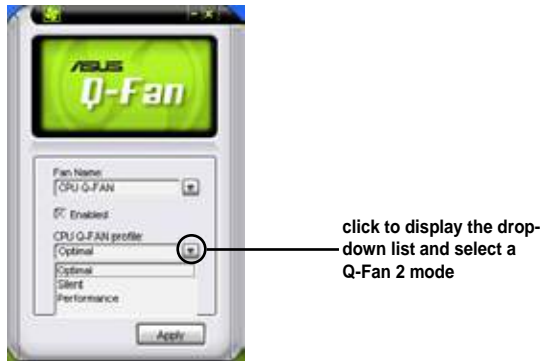 ASUS
Q-Fan
Fan Name:
CPU Q-FAN
Enabled
CPU Q-FAN profile:
Optimal
Optimal
Silent
Performance
Apply
click to display the drop-
down list and select a
Q-Fan 2 mode